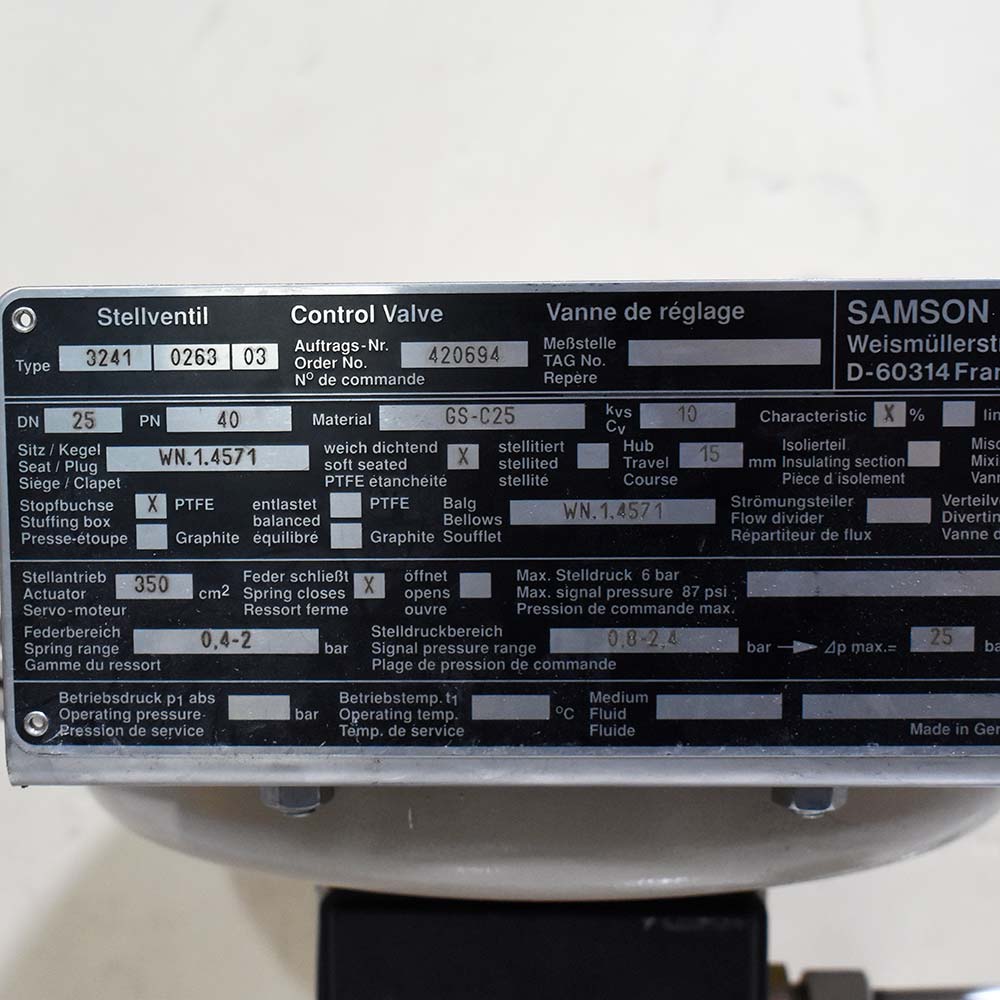 Stellventil Control Valve Vanne de réglage SAMSON
Type 3241 0263 03 Auftrags-Nr. Order No. N° de commande 420694 Meßstelle TAG No. Repère Weismüllerstr
D-60314 Fran
DN 25 PN 40 Material GS-C25 kvs Cv 10 Characteristic X % lin
Sitz / Kegel Seat / Plug Siège / Clapet WN.1.4571 weich dichtend soft seated PTFE étanchéité X stellitiert stellited stellité Hub Travel Course 15 mm Isolierteil Insulating section Pièce d'isolement
Stopfbuchse Stuffing box Presse-étoupe X PTFE Graphite entlastet balanced équilibré PTFE Graphite Balg Bellows Soufflet WN.1.4571 Strömungsteiler Flow divider Répartiteur de flux
Stellantrieb Actuator Servo-moteur 350 cm2 Feder schließt Spring closes Ressort ferme X öffnet opens ouvre Max. Stelldruck 6 bar Max. signal pressure 87 psi Pression de commande max.
Federbereich Spring range Gamme du ressort 0,4-2 bar Stelldruckbereich Signal pressure range Plage de pression de commande 0,8-2,4 bar → Δp max.= 25 ba
Betriebsdruck p1 abs Operating pressure Pression de service bar Betriebstemp. t1 Operating temp. Temp. de service °C Medium Fluid Fluide Made in Ger